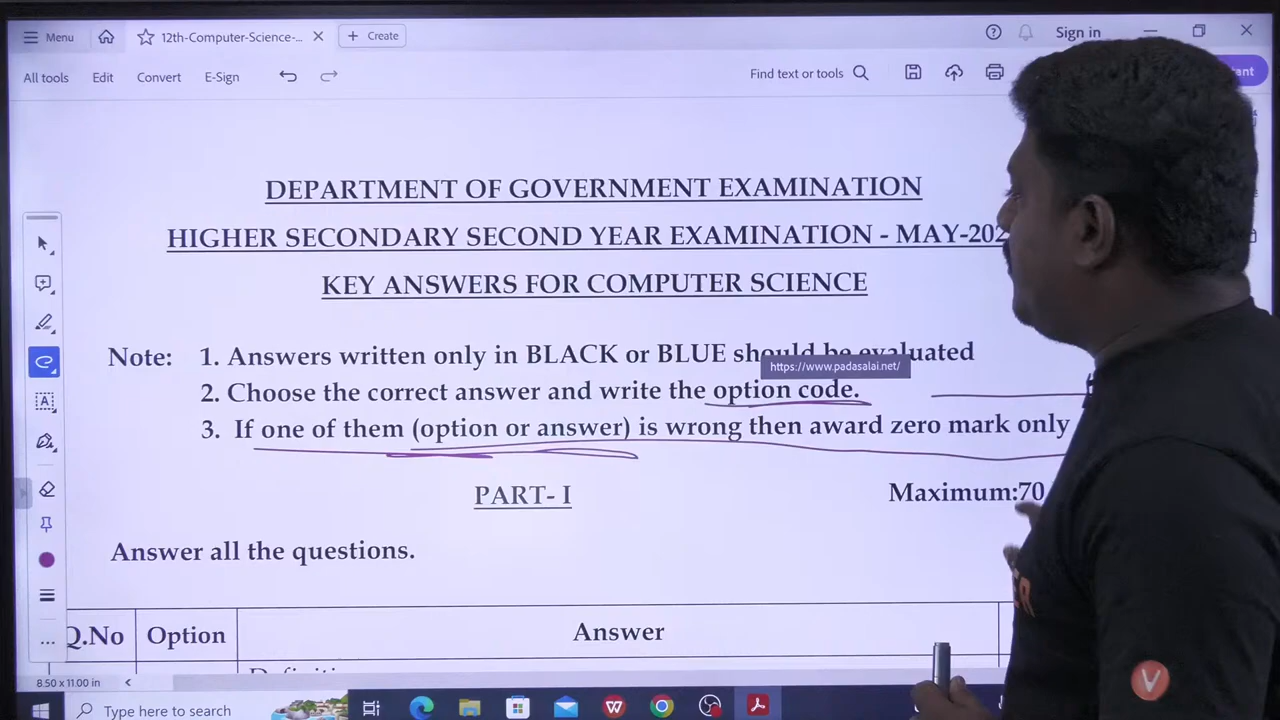 Menu
12th-Computer-Science-...
Create
Sign in
All tools
Edit
Convert
E-Sign
Find text or tools
DEPARTMENT OF GOVERNMENT EXAMINATION
HIGHER SECONDARY SECOND YEAR EXAMINATION - MAY-202
KEY ANSWERS FOR COMPUTER SCIENCE
Note: 1. Answers written only in BLACK or BLUE should be evaluated
https://www.padasalai.net/
2. Choose the correct answer and write the option code.
3. If one of them (option or answer) is wrong then award zero mark only
PART- I
Maximum:70
Answer all the questions.
Q.No Option Answer
8.50 x 11.00 in
Type here to search
V